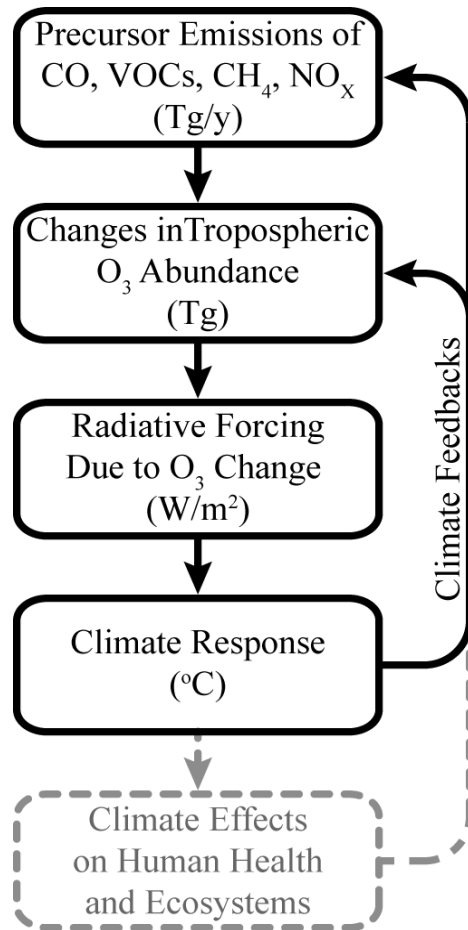 Precursor Emissions of
CO, VOCs, CH₄, NOₓ
(Tg/y)
Changes inTropospheric
O₃ Abundance
(Tg)
Radiative Forcing
Due to O₃ Change
(W/m²)
Climate Feedbacks
Climate Response
(°C)
Climate Effects
on Human Health
and Ecosystems